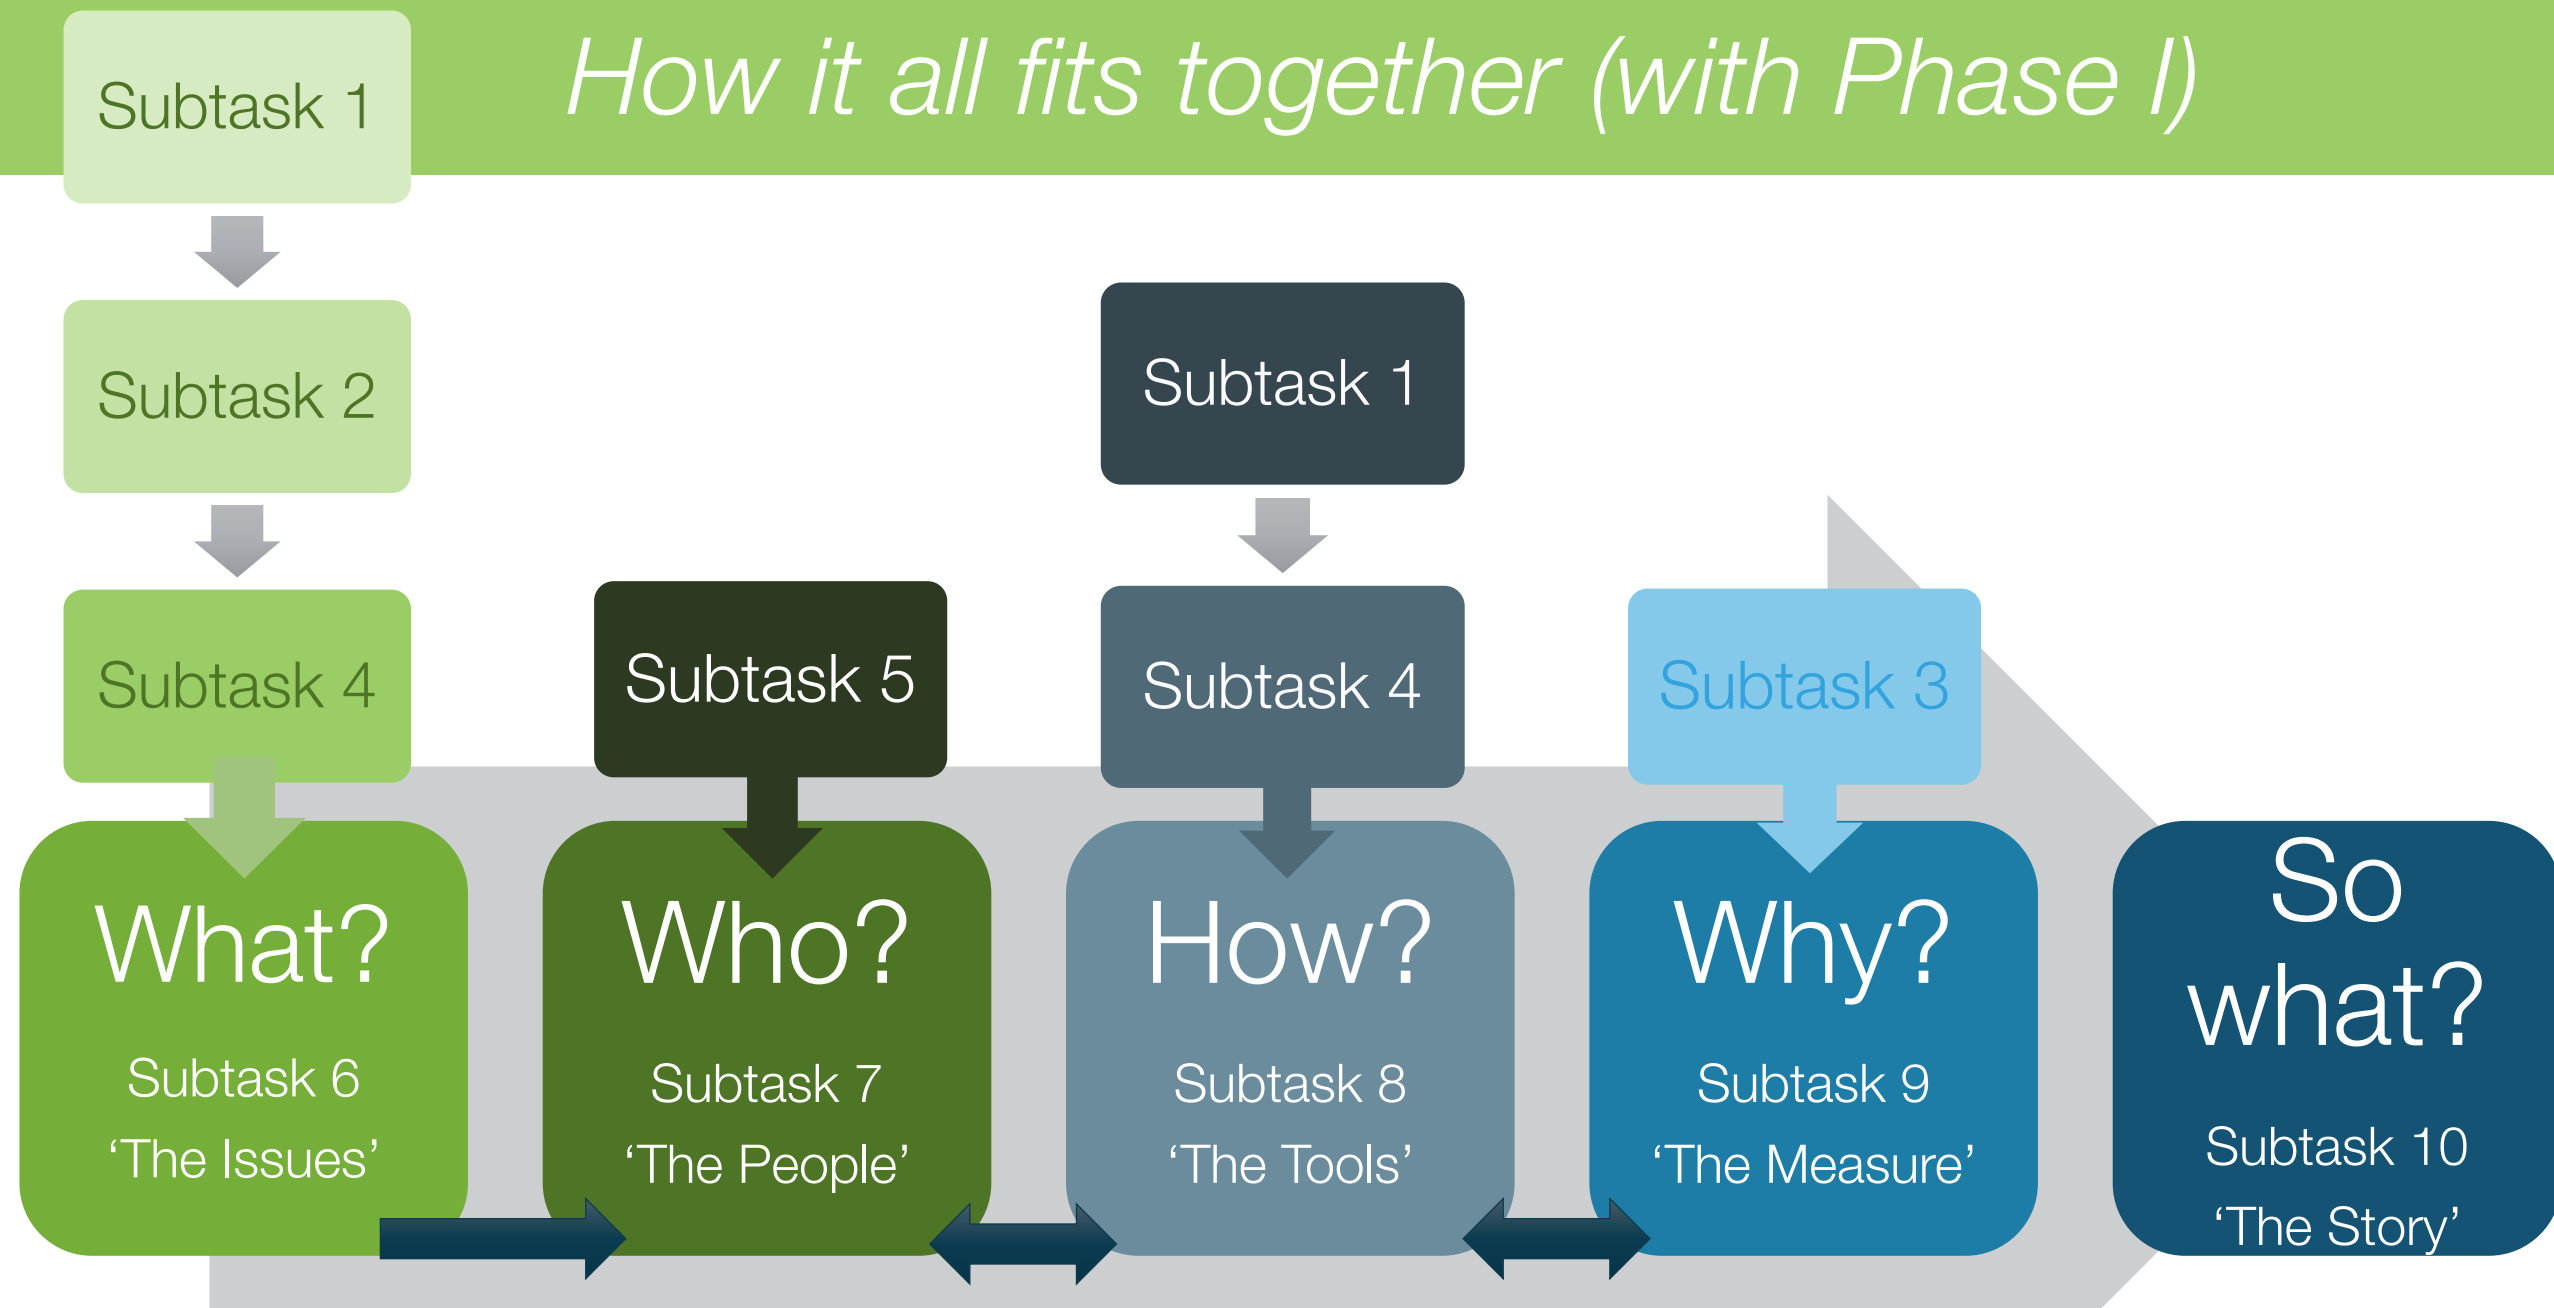 How it all fits together (with Phase I)
Subtask 1
Subtask 2
Subtask 1
Subtask 4
Subtask 5
Subtask 4
Subtask 3
What?
Subtask 6
‘The Issues’
Who?
Subtask 7
‘The People’
How?
Subtask 8
‘The Tools’
Why?
Subtask 9
‘The Measure’
So
what?
Subtask 10
‘The Story’